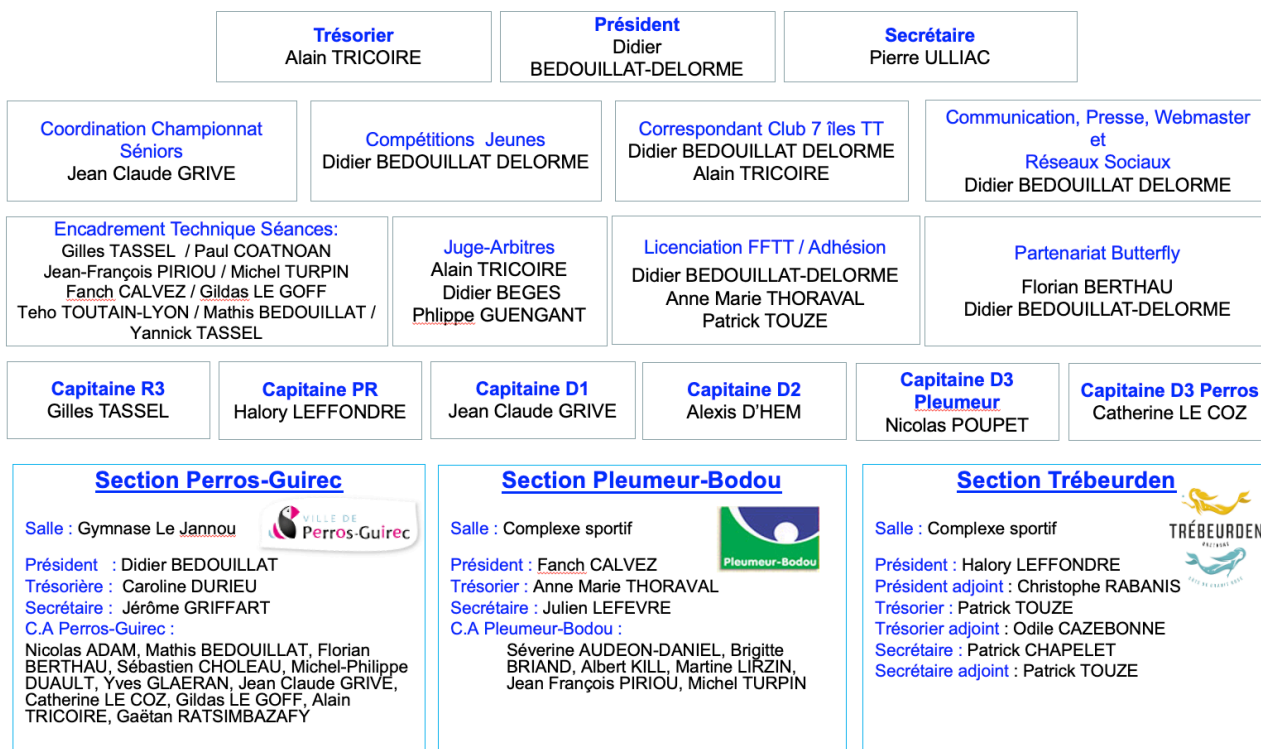 Trésorier
Alain TRICOIRE
Président
Didier
BEDOUILLAT-DELORME
Secrétaire
Pierre ULLIAC
Coordination Championnat
Séniors
Jean Claude GRIVE
Compétitions  Jeunes
Didier BEDOUILLAT DELORME
Correspondant Club 7 îles TT
Didier BEDOUILLAT DELORME
Alain TRICOIRE
Communication, Presse, Webmaster
et
Réseaux Sociaux
Didier BEDOUILLAT DELORME
Encadrement Technique Séances:
Gilles TASSEL  / Paul COATNOAN
Jean-François PIRIOU / Michel TURPIN
Fanch CALVEZ / Gildas LE GOFF
Teho TOUTAIN-LYON / Mathis BEDOUILLAT /
Yannick TASSEL
Juge-Arbitres
Alain TRICOIRE
Didier BEGES
Phlippe GUENGANT
Licenciation FFTT / Adhésion
Didier BEDOUILLAT-DELORME
Anne Marie THORAVAL
Patrick TOUZE
Partenariat Butterfly
Florian BERTHAU
Didier BEDOUILLAT-DELORME
Capitaine R3
Gilles TASSEL
Capitaine PR
Halory LEFFONDRE
Capitaine D1
Jean Claude GRIVE
Capitaine D2
Alexis D'HEM
Capitaine D3
Pleumeur
Nicolas POUPET
Capitaine D3 Perros
Catherine LE COZ
Section Perros-Guirec
VILLE DE
Perros-Guirec
Salle : Gymnase Le Jannou
Président   : Didier BEDOUILLAT
Trésorière :  Caroline DURIEU
Secrétaire :  Jérôme GRIFFART
C.A Perros-Guirec :
Nicolas ADAM, Mathis BEDOUILLAT, Florian
BERTHAU, Sébastien CHOLEAU, Michel-Philippe
DUAULT, Yves GLAERAN, Jean Claude GRIVE,
Catherine LE COZ, Gildas LE GOFF, Alain
TRICOIRE, Gaëtan RATSIMBAZAFY
Section Pleumeur-Bodou
Pleumeur-Bodou
Salle : Complexe sportif
Président : Fanch CALVEZ
Trésorier : Anne Marie THORAVAL
Secrétaire : Julien LEFEVRE
C.A Pleumeur-Bodou :
Séverine AUDEON-DANIEL, Brigitte
BRIAND, Albert KILL, Martine LIRZIN,
Jean François PIRIOU, Michel TURPIN
Section Trébeurden
TRÉBEURDEN
BRETAGNE
CÔTE DE GRANIT ROSE
Salle : Complexe sportif
Président : Halory LEFFONDRE
Président adjoint : Christophe RABANIS
Trésorier : Patrick TOUZE
Trésorier adjoint : Odile CAZEBONNE
Secrétaire : Patrick CHAPELET
Secrétaire adjoint : Patrick TOUZE